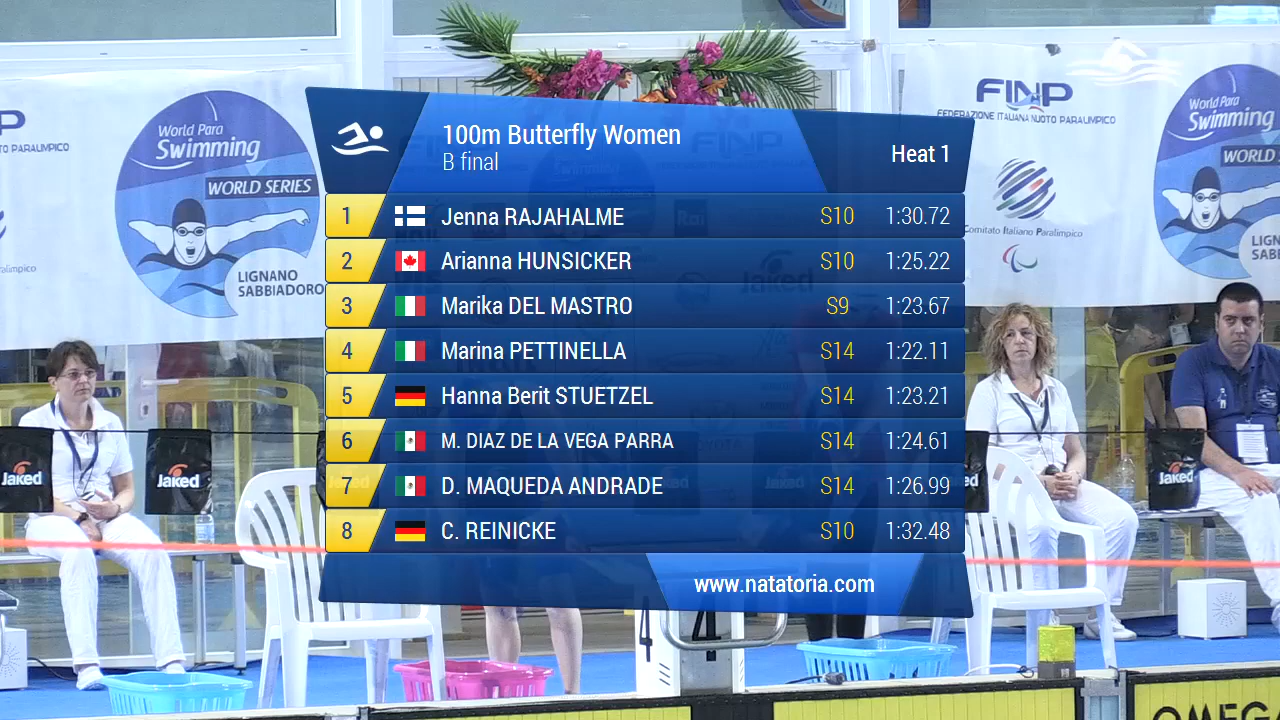 FINP
FEDERAZIONE ITALIANA NUOTO PARALIMPICO
World Para
Swimming
WORLD SERIES
LIGNANO
SABBIADORO
Comitato Italiano Paralimpico
World Para
Swimming
100m Butterfly Women
B final
Heat 1
1 Jenna RAJAHALME S10 1:30.72
2 Arianna HUNSICKER S10 1:25.22
3 Marika DEL MASTRO S9 1:23.67
4 Marina PETTINELLA S14 1:22.11
5 Hanna Berit STUETZEL S14 1:23.21
6 M. DIAZ DE LA VEGA PARRA S14 1:24.61
7 D. MAQUEDA ANDRADE S14 1:26.99
8 C. REINICKE S10 1:32.48
www.natatoria.com
Jaked
Jaked
Jaked
4
OMEGA